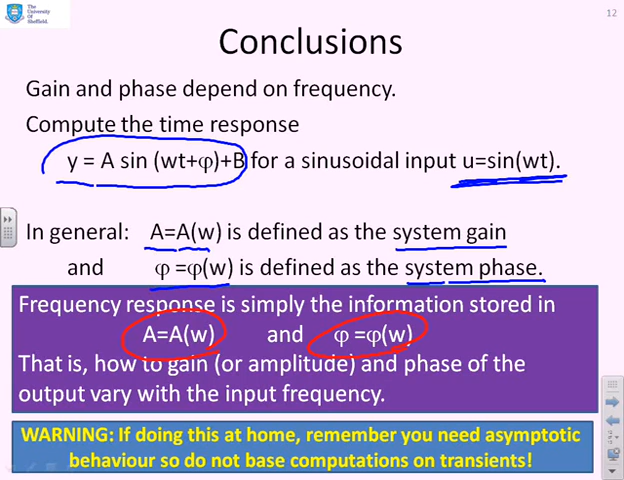 The
University
Of
Sheffield.
12
Conclusions
Gain and phase depend on frequency.
Compute the time response
y = A sin (wt+φ)+B for a sinusoidal input u=sin(wt).
In general: A=A(w) is defined as the system gain
and φ =φ(w) is defined as the system phase.
Frequency response is simply the information stored in
A=A(w) and φ =φ(w)
That is, how to gain (or amplitude) and phase of the
output vary with the input frequency.
WARNING: If doing this at home, remember you need asymptotic
behaviour so do not base computations on transients!